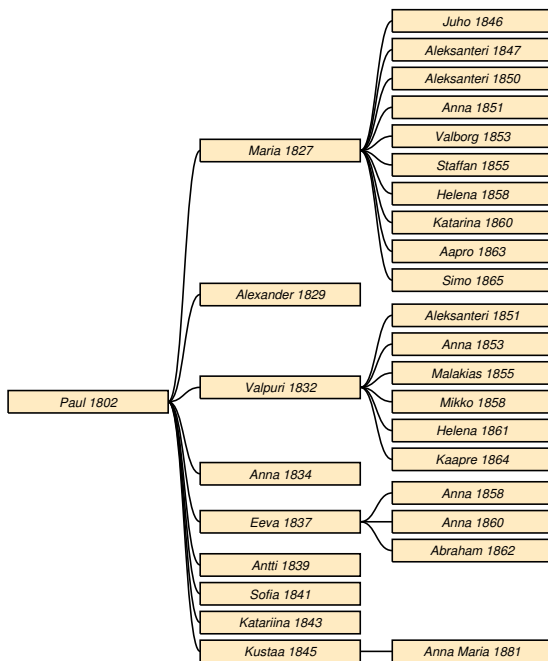 Paul 1802
Maria 1827
Juho 1846
Aleksanteri 1847
Aleksanteri 1850
Anna 1851
Valborg 1853
Staffan 1855
Helena 1858
Katarina 1860
Aapro 1863
Simo 1865
Alexander 1829
Valpuri 1832
Aleksanteri 1851
Anna 1853
Malakias 1855
Mikko 1858
Helena 1861
Kaapre 1864
Anna 1834
Eeva 1837
Anna 1858
Anna 1860
Abraham 1862
Antti 1839
Sofia 1841
Katariina 1843
Kustaa 1845
Anna Maria 1881